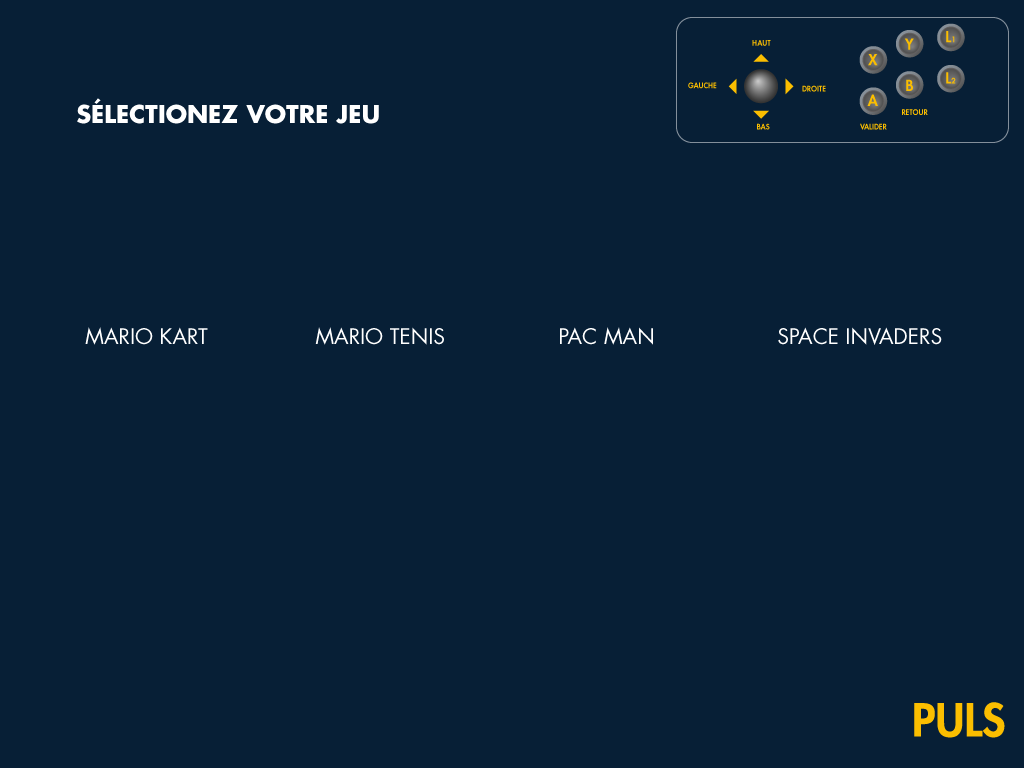 HAUT
GAUCHE
DROITE
BAS
X
Y
L1
A
B
L2
VALIDER
RETOUR
SÉLECTIONEZ VOTRE JEU
MARIO KART
MARIO TENIS
PAC MAN
SPACE INVADERS
PULS